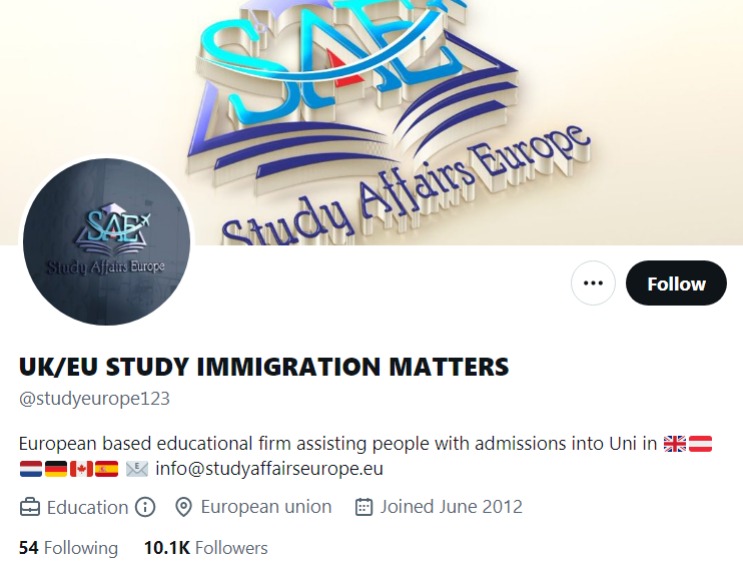 SAE
Study Affairs Europe
SAE
Study Affairs Europe
Follow
UK/EU STUDY IMMIGRATION MATTERS
@studyeurope123
European based educational firm assisting people with admissions into Uni in 🇬🇧🇦🇹
🇳🇱🇩🇪🇨🇦🇪🇸 📧 info@studyaffairseurope.eu
Education European union Joined June 2012
54 Following 10.1K Followers